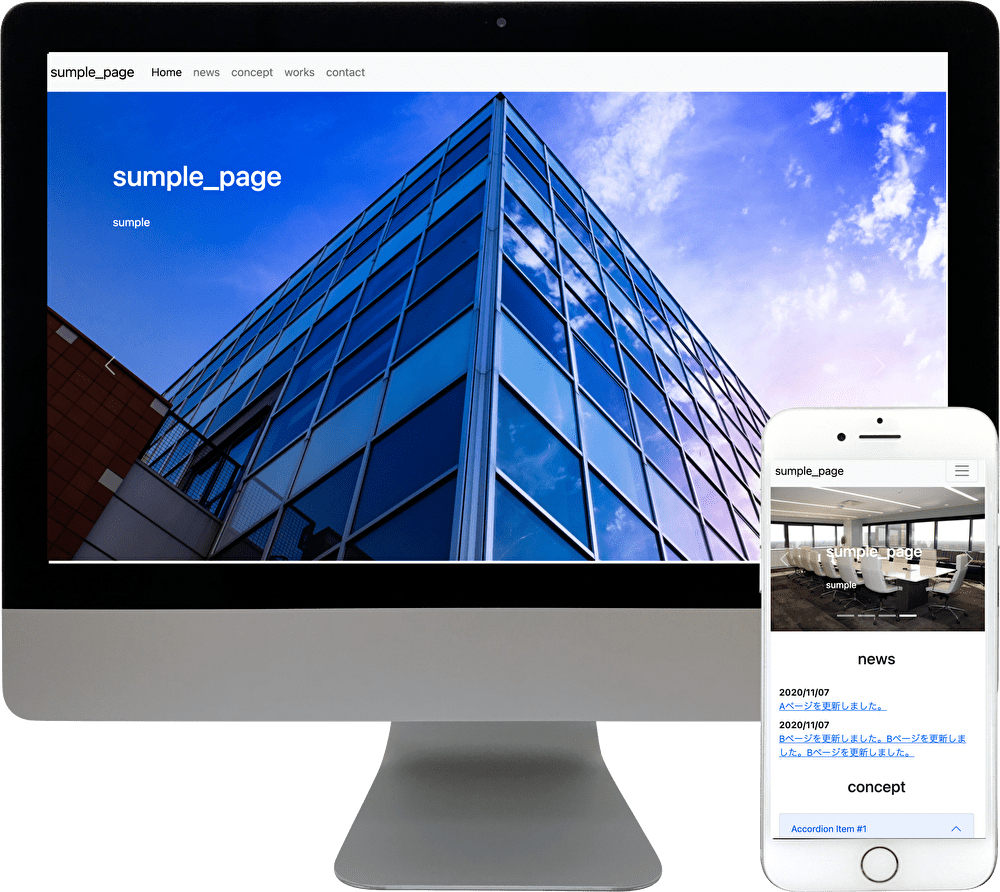 sumple_page Home news concept works contact
sumple_page
sumple
sumple_page
sumple_page
sumple
news
2020/11/07
Aページを更新しました。
2020/11/07
Bページを更新しました。Bページを更新しま
した。Bページを更新しました。
concept
Accordion Item #1